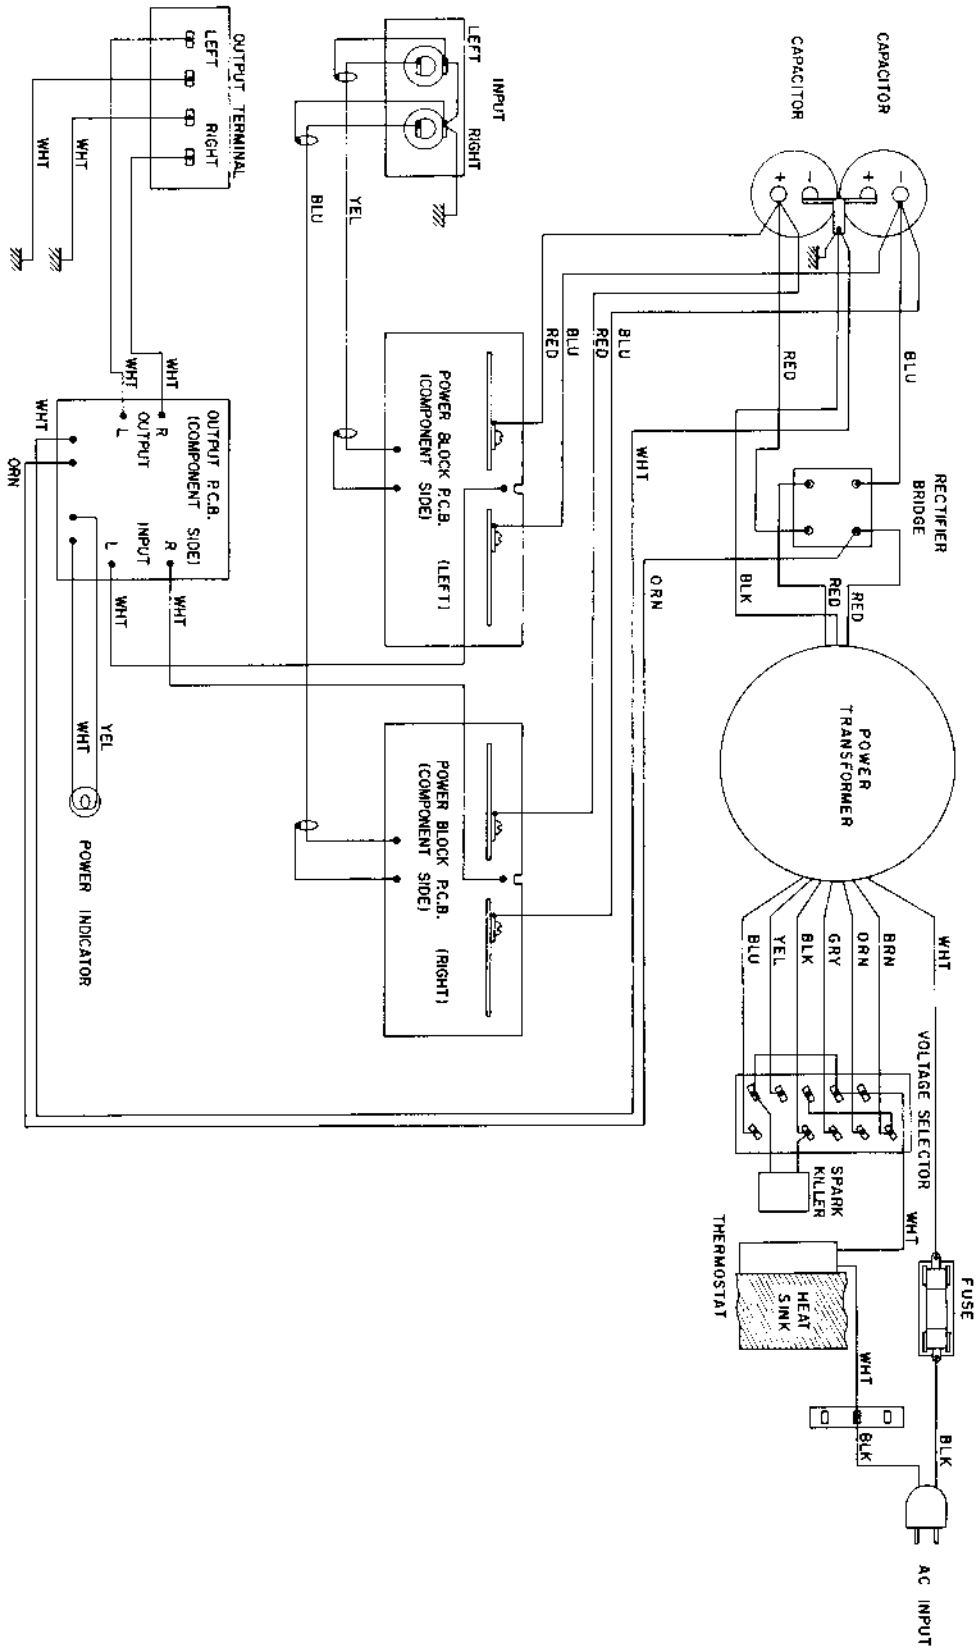 AC INPUT
BLK
BLK
FUSE
WHT
HEAT
SINK
THERMOSTAT
WHT
SPARK
KILLER
VOLTAGE SELECTOR
WHT
BRN
ORN
GRY
BLK
YEL
BLU
POWER
TRANSFORMER
RED
RED
BLK
RECTIFIER
BRIDGE
BLU
RED
CAPACITOR
CAPACITOR
-
+
-
+
ORN
WHT
BLU
RED
BLU
RED
POWER BLOCK P.C.B. (RIGHT)
(COMPONENT SIDE)
POWER BLOCK P.C.B. (LEFT)
(COMPONENT SIDE)
INPUT
LEFT
RIGHT
YEL
BLU
OUTPUT TERMINAL
LEFT
RIGHT
WHT
WHT
WHT
WHT
OUTPUT P.C.B.
(COMPONENT SIDE)
OUTPUT
R
L
INPUT
R
L
WHT
WHT
WHT
ORN
YEL
WHT
POWER INDICATOR